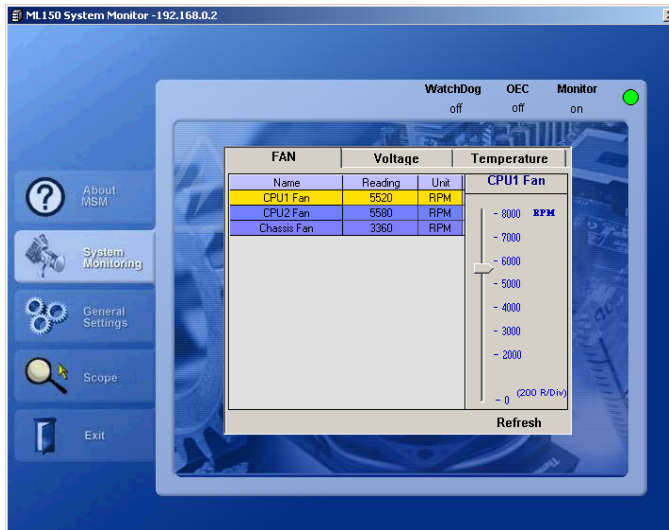 ML150 System Monitor -192.168.0.2
WatchDog OEC Monitor
off off on
FAN Voltage Temperature
Name Reading Unit CPU1 Fan
CPU1 Fan 5520 RPM
CPU2 Fan 5580 RPM
Chassis Fan 3360 RPM
- 8000 RPM
- 7000
- 6000
- 5000
- 4000
- 3000
- 2000
- 0 (200 R/Div)
Refresh
About
MSM
System
Monitoring
General
Settings
Scope
Exit